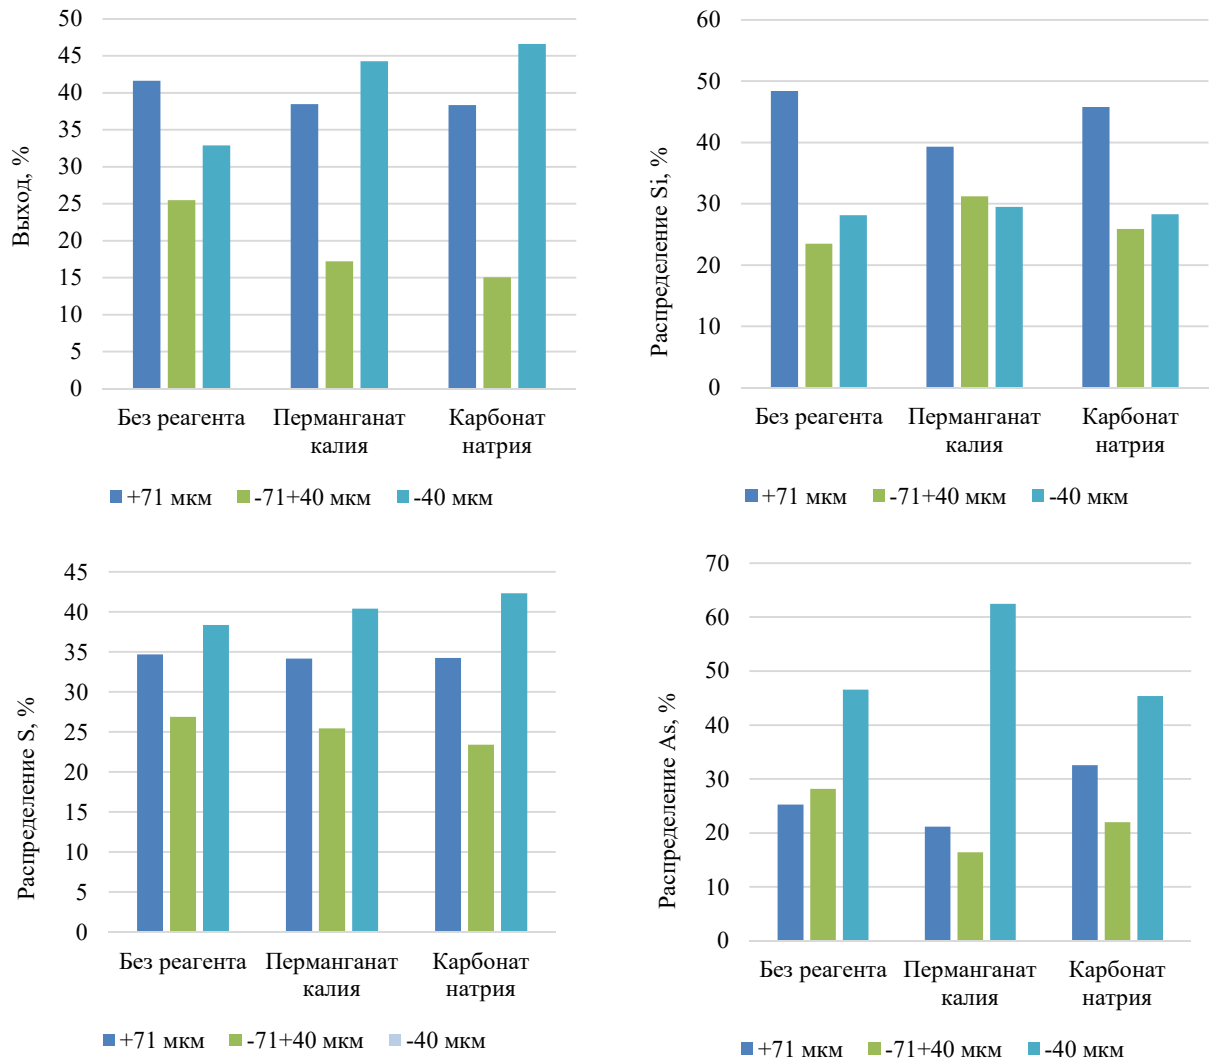 Выход, %
50
45
40
35
30
25
20
15
10
5
0
Без реагента
Перманганат
калия
Карбонат
натрия
+71 мкм
-71+40 мкм
-40 мкм
Распределение Si, %
60
50
40
30
20
10
0
Без реагента
Перманганат
калия
Карбонат
натрия
+71 мкм
-71+40 мкм
-40 мкм
Распределение S, %
45
40
35
30
25
20
15
10
5
0
Без реагента
Перманганат
калия
Карбонат
натрия
+71 мкм
-71+40 мкм
-40 мкм
Распределение As, %
70
60
50
40
30
20
10
0
Без реагента
Перманганат
калия
Карбонат
натрия
+71 мкм
-71+40 мкм
-40 мкм